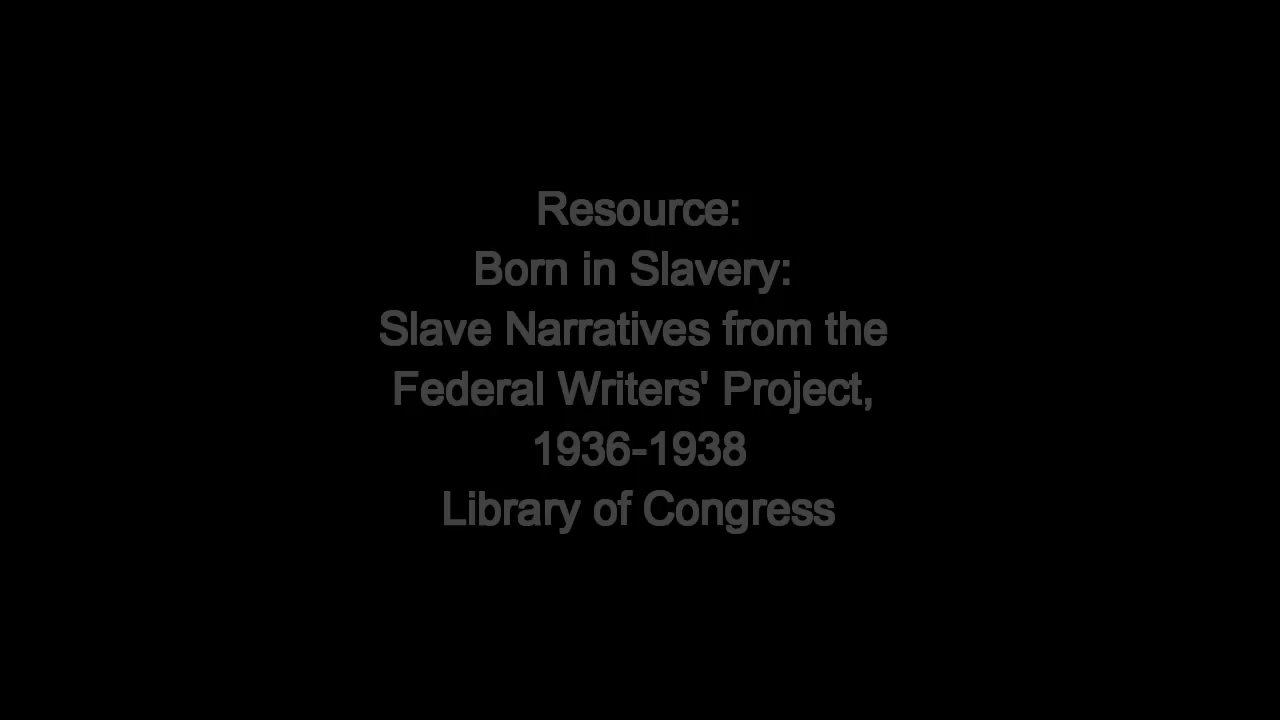 Resource:
Born in Slavery:
Slave Narratives from the
Federal Writers' Project,
1936-1938
Library of Congress